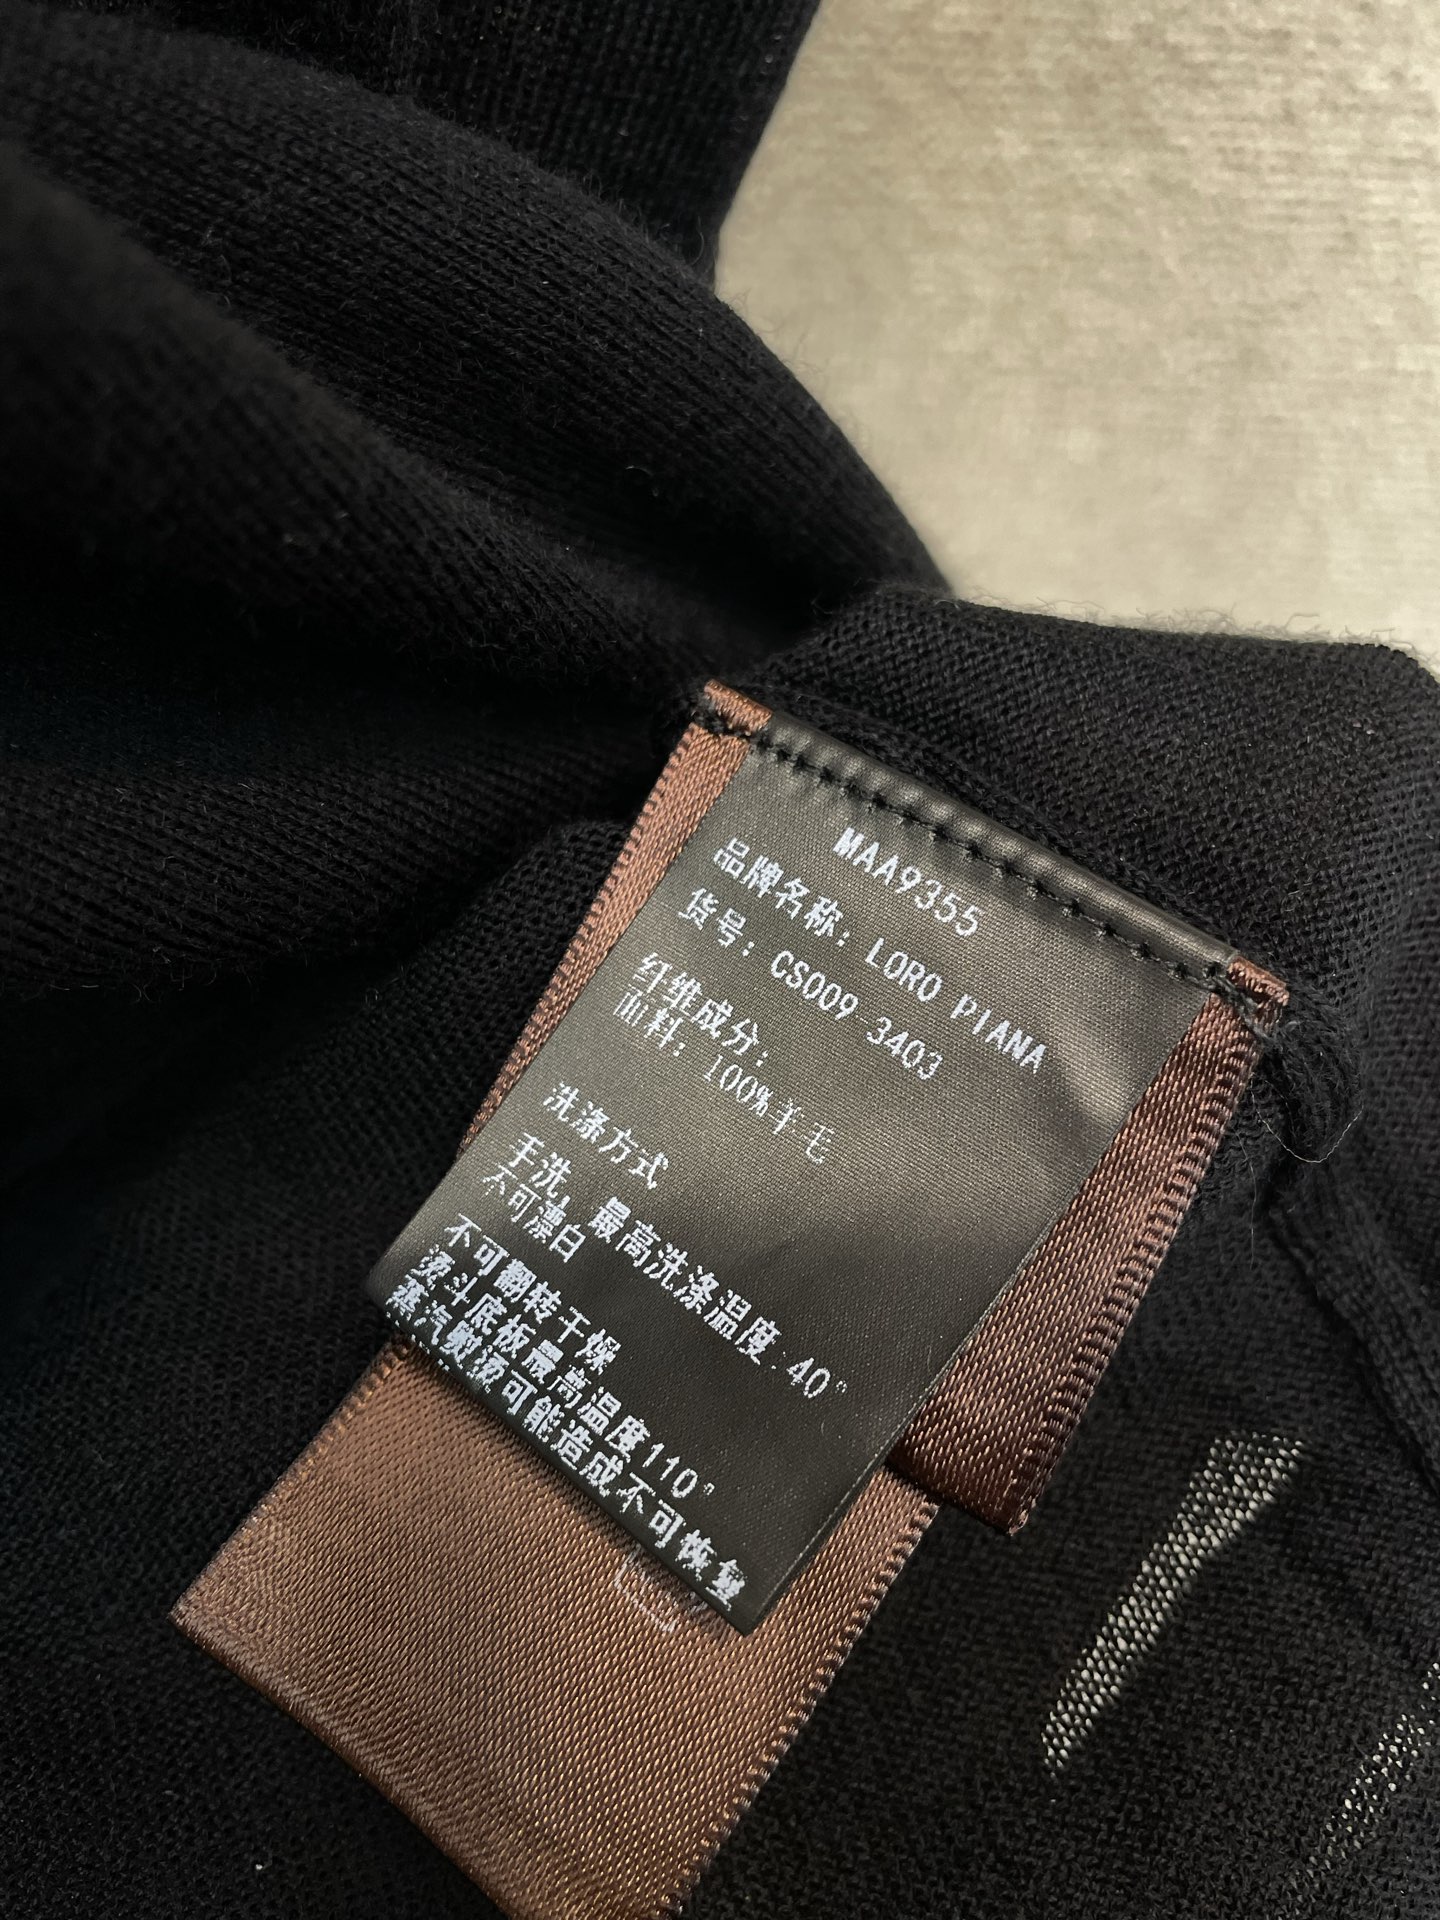 MAA9355
品牌名称: LORO PIANA
货号: CS009 3403
纤维成分:
面料: 100%羊毛
洗涤方式
手洗, 最高洗涤温度:40°
不可漂白
不可翻转干燥
熨斗底板最高温度110°
蒸汽熨烫可能造成不可恢复